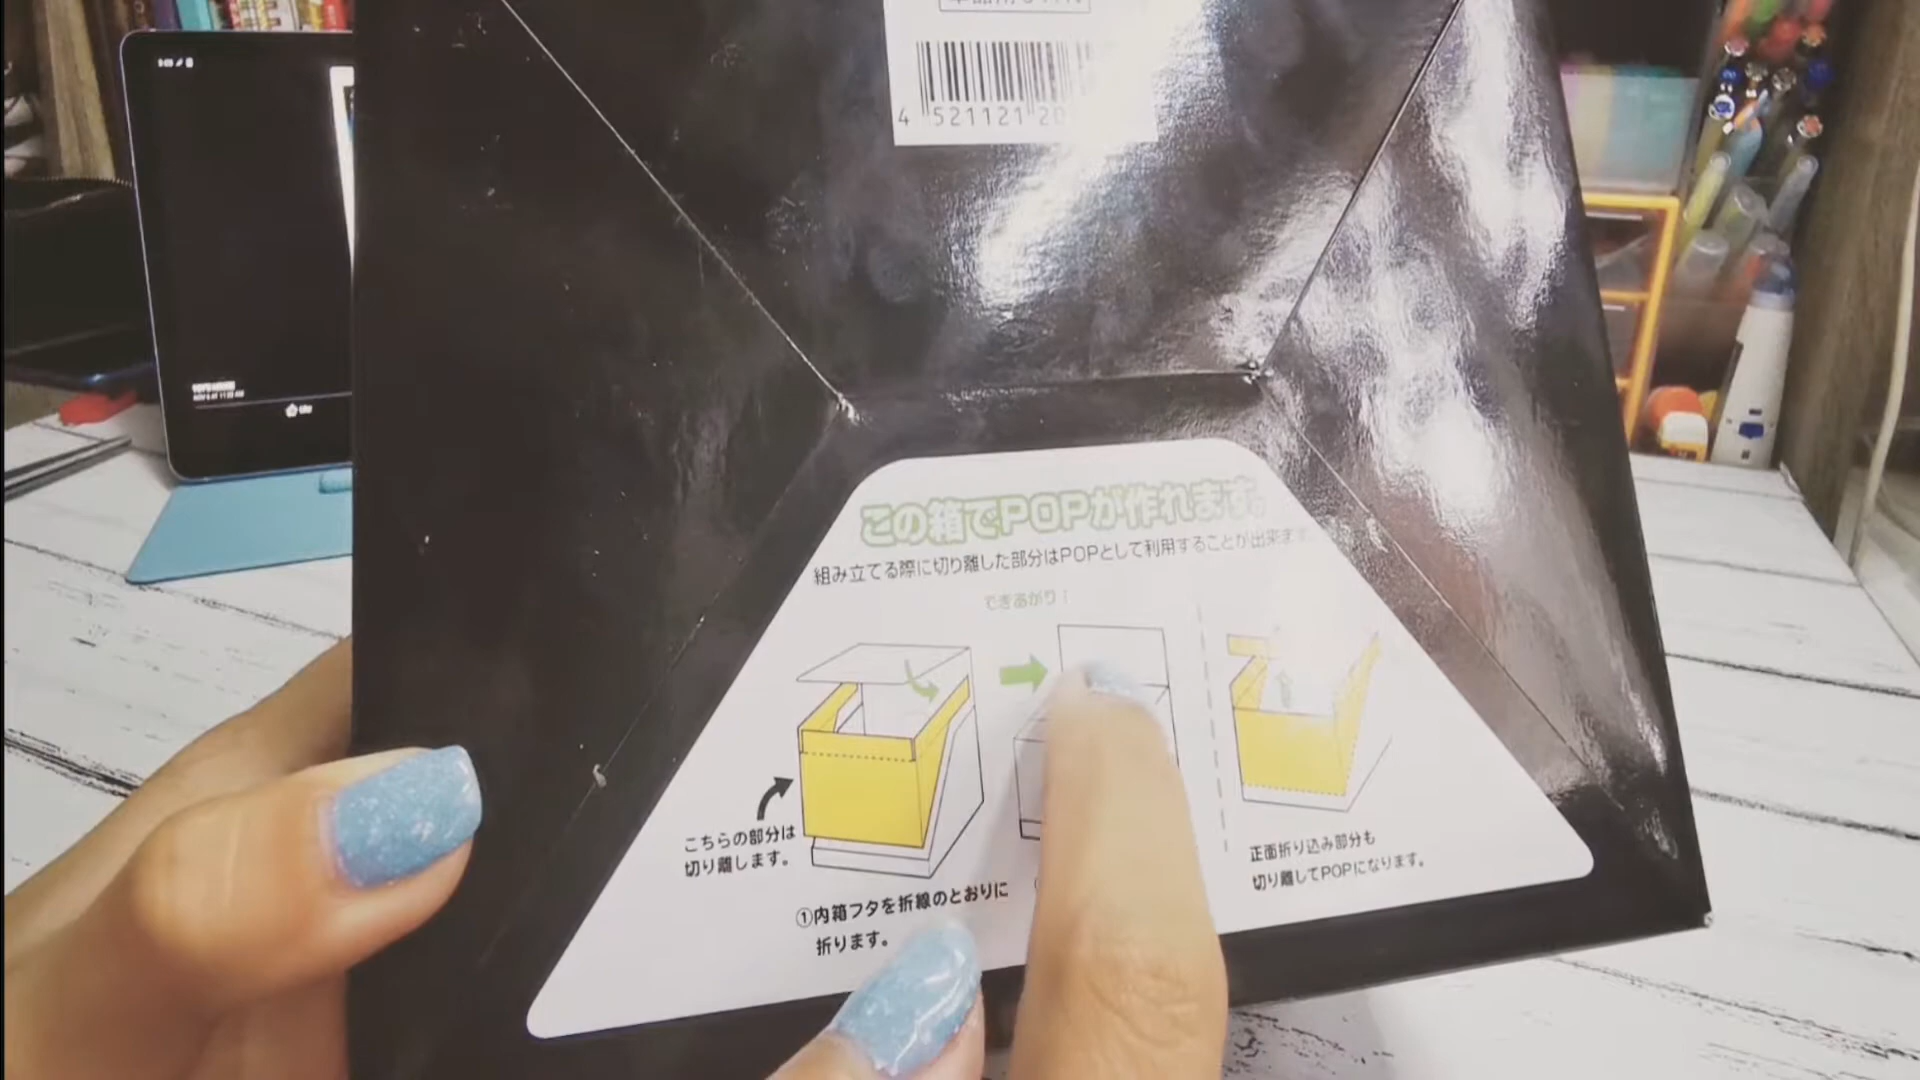 4 521121 20
この箱でPOPが作れます。
組み立てる際に切り離した部分はPOPとして利用することが出来ます
できあがり!
こちらの部分は
切り離します。
①内箱フタを折線のとおりに
折ります。
正面折り込み部分も
切り離してPOPになります。